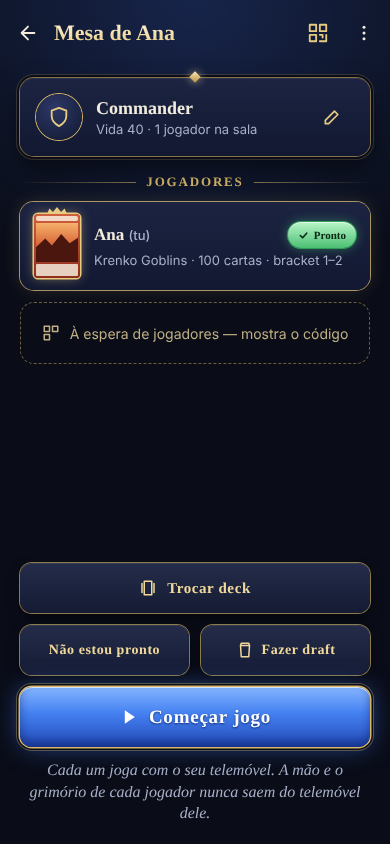 Mesa de Ana
Commander
Vida 40 · 1 jogador na sala
JOGADORES
Ana (tu)
Pronto
Krenko Goblins · 100 cartas · bracket 1–2
À espera de jogadores — mostra o código
Trocar deck
Não estou pronto
Fazer draft
Começar jogo
Cada um joga com o seu telemóvel. A mão e o
grimório de cada jogador nunca saem do telemóvel
dele.